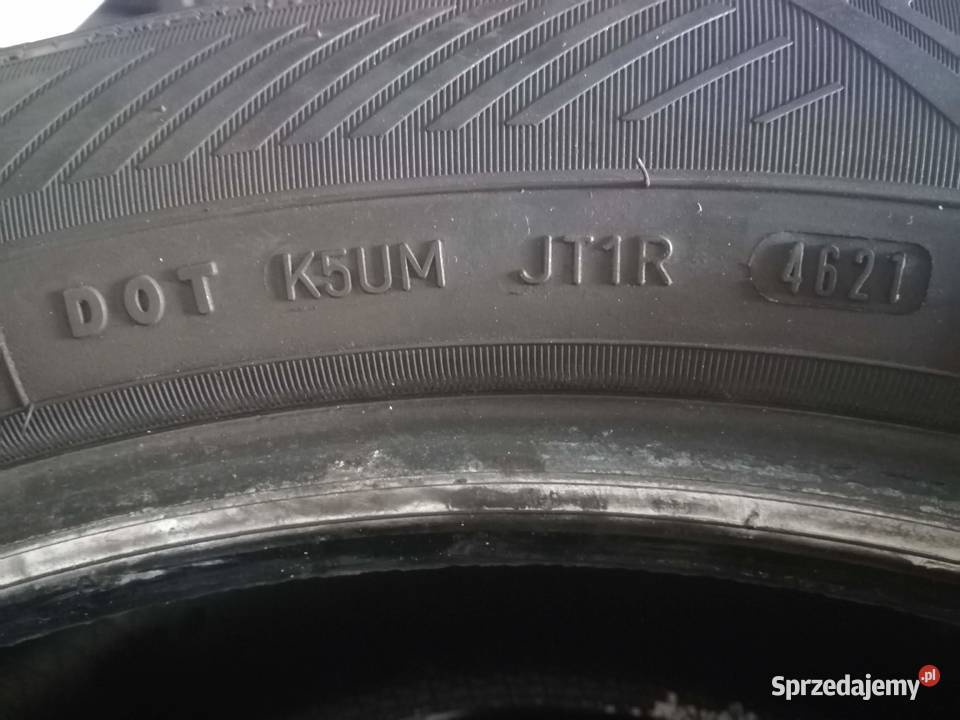 DOT K5UM JT1R 4621
Sprzedajemy.pl